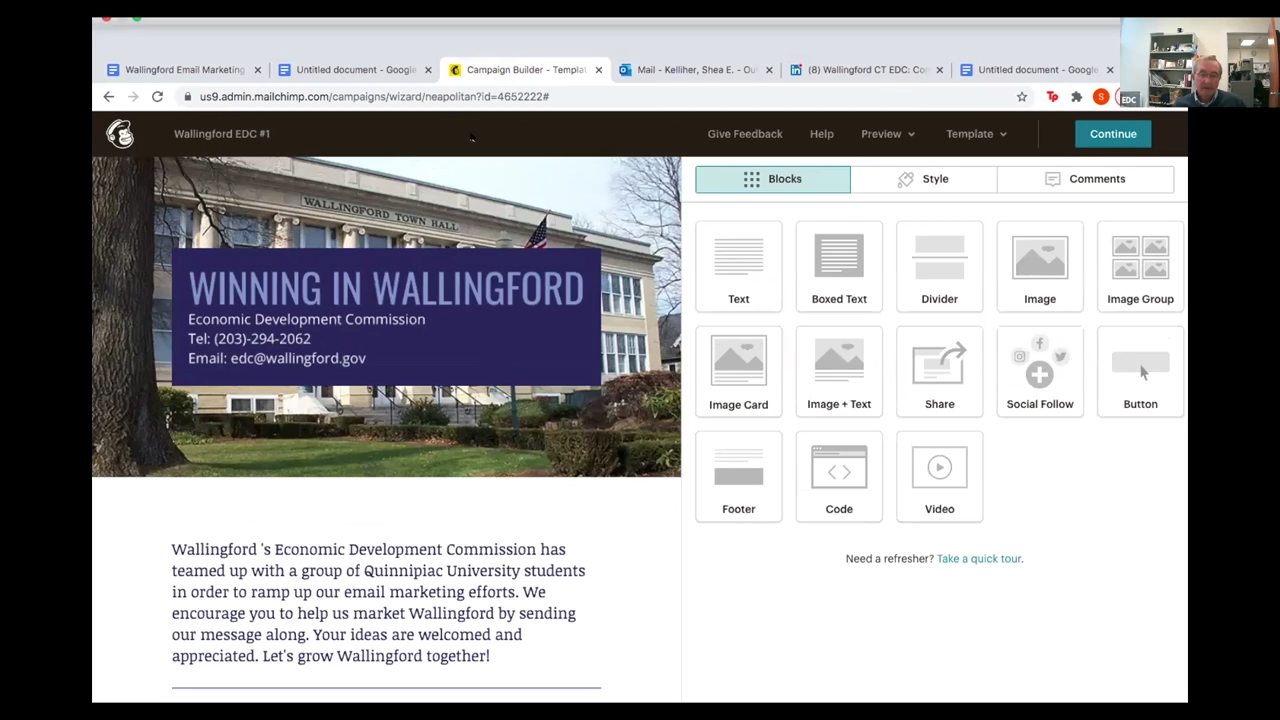 Wallingford Email Marketing
Untitled document - Google
Campaign Builder - Templat
Mail - Kelliher, Shea E. - Ou
(8) Wallingford CT EDC: Co
Untitled document - Google
us9.admin.mailchimp.com/campaigns/wizard/neapolitan?id=4652222#
EDC
Wallingford EDC #1
Give Feedback
Help
Preview
Template
Continue
WALLINGFORD TOWN HALL
WINNING IN WALLINGFORD
Economic Development Commission
Tel: (203)-294-2062
Email: edc@wallingford.gov
Wallingford 's Economic Development Commission has
teamed up with a group of Quinnipiac University students
in order to ramp up our email marketing efforts. We
encourage you to help us market Wallingford by sending
our message along. Your ideas are welcomed and
appreciated. Let's grow Wallingford together!
Blocks
Style
Comments
Text
Boxed Text
Divider
Image
Image Group
Image Card
Image + Text
Share
Social Follow
Button
Footer
Code
Video
Need a refresher? Take a quick tour.